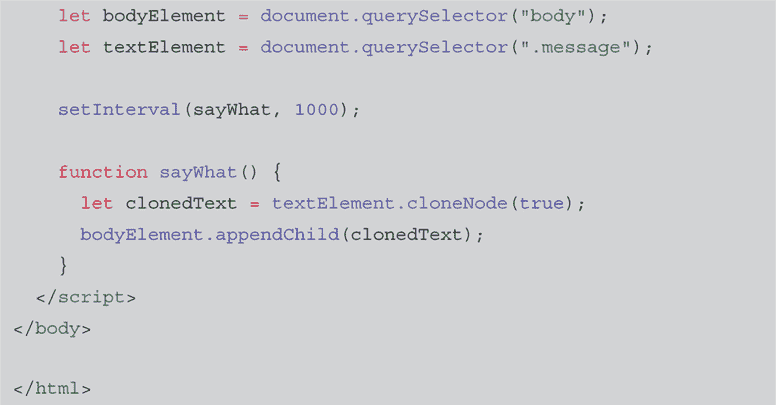 let bodyElement = document.querySelector("body");
let textElement = document.querySelector(".message");
setInterval(sayWhat, 1000);
function sayWhat() {
let clonedText = textElement.cloneNode(true);
bodyElement.appendChild(clonedText);
}
</script>
</body>
</html>